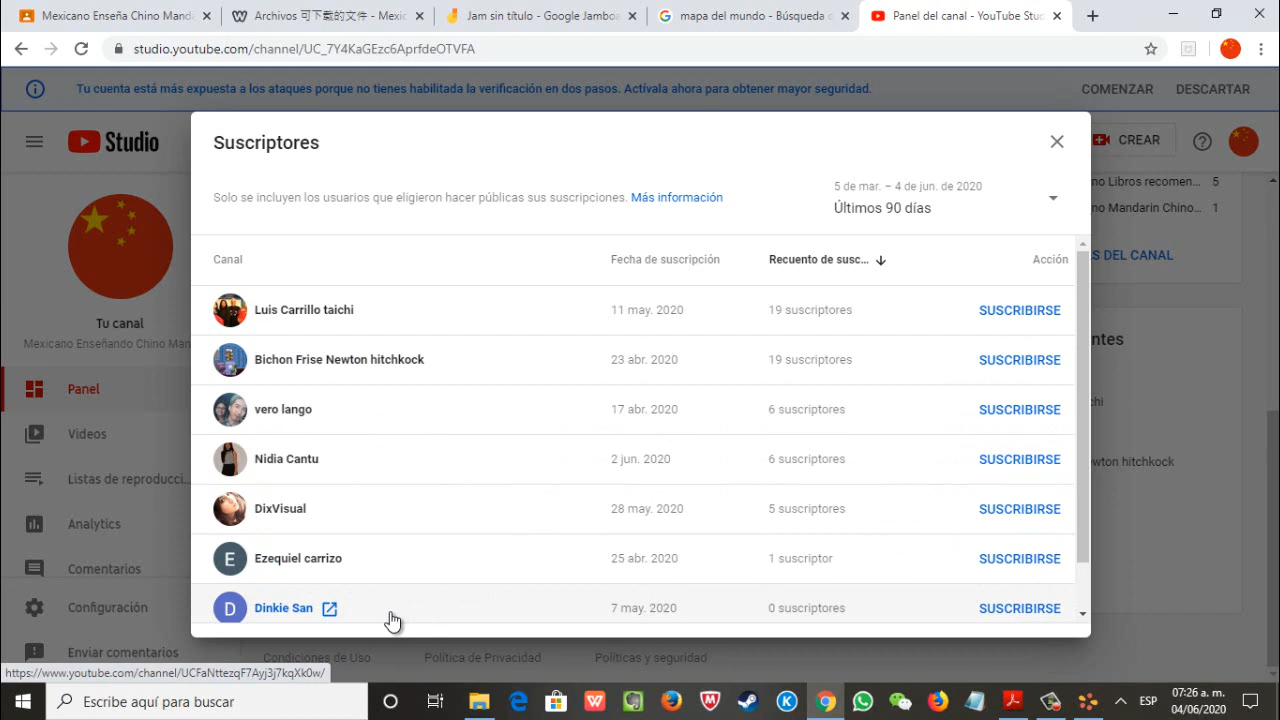 Mexicano Enseña Chino Manda
Archivos 可下载的文件 - Mexic
Jam sin título - Google Jamboa
mapa del mundo - Búsqueda d
Panel del canal - YouTube Stud
studio.youtube.com/channel/UC_7Y4KaGEzc6AprfdeOTVFA
Tu cuenta está más expuesta a los ataques porque no tienes habilitada la verificación en dos pasos. Actívala ahora para obtener mayor seguridad.
COMENZAR
DESCARTAR
Studio
CREAR
Suscriptores
Solo se incluyen los usuarios que eligieron hacer públicas sus suscripciones. Más información
5 de mar. – 4 de jun. de 2020
Últimos 90 días
Canal
Fecha de suscripción
Recuento de susc...
Acción
Luis Carrillo taichi
11 may. 2020
19 suscriptores
SUSCRIBIRSE
Bichon Frise Newton hitchkock
23 abr. 2020
19 suscriptores
SUSCRIBIRSE
vero lango
17 abr. 2020
6 suscriptores
SUSCRIBIRSE
Nidia Cantu
2 jun. 2020
6 suscriptores
SUSCRIBIRSE
DixVisual
28 may. 2020
5 suscriptores
SUSCRIBIRSE
E
Ezequiel carrizo
25 abr. 2020
1 suscriptor
SUSCRIBIRSE
D
Dinkie San
7 may. 2020
0 suscriptores
SUSCRIBIRSE
Tu canal
Mexicano Enseñando Chino Man
Panel
Videos
Listas de reproducci...
Analytics
Comentarios
Configuración
Enviar comentarios
no Libros recomen...
5
no Mandarin Chino...
1
S DEL CANAL
ntes
chi
wton hitchkock
Condiciones de Uso
Política de Privacidad
Políticas y seguridad
https://www.youtube.com/channel/UCFaNttezqF7Ayj3j7kqXk0w/
Escribe aquí para buscar
ESP
07:26 a. m.
04/06/2020